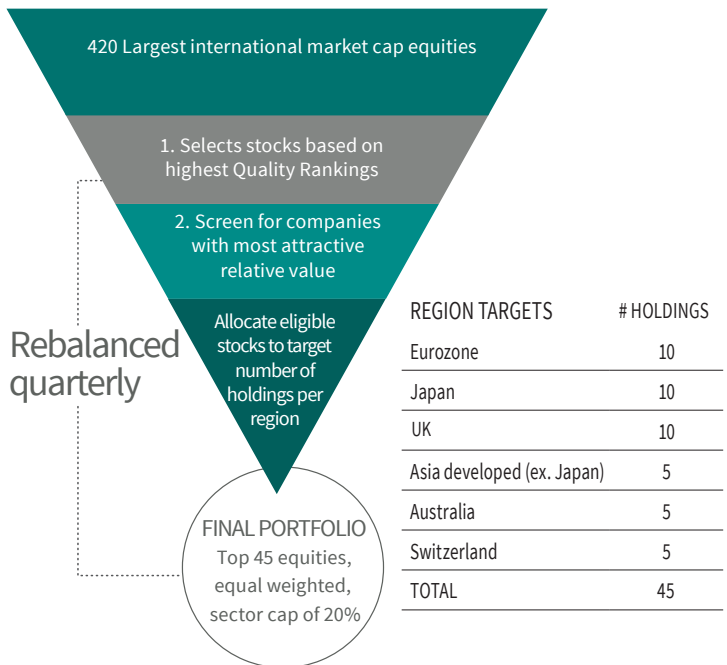 420 Largest international market cap equities
1. Selects stocks based on
highest Quality Rankings
2. Screen for companies
with most attractive
relative value
Allocate eligible
stocks to target
number of
holdings per
region
Rebalanced
quarterly
FINAL PORTFOLIO
Top 45 equities,
equal weighted,
sector cap of 20%
REGION TARGETS # HOLDINGS
Eurozone 10
Japan 10
UK 10
Asia developed (ex. Japan) 5
Australia 5
Switzerland 5
TOTAL 45